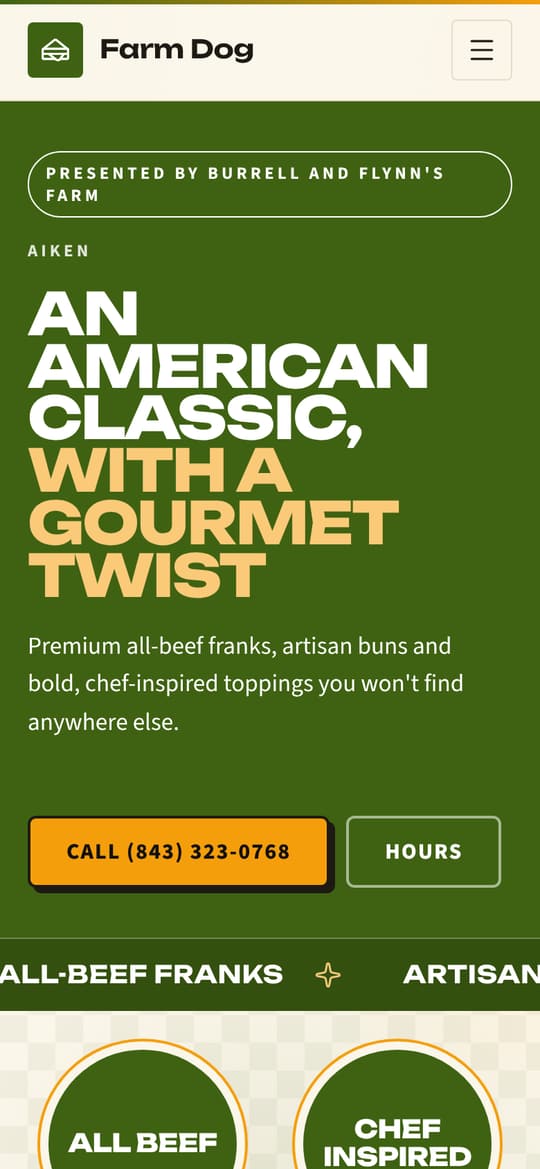 Farm Dog
PRESENTED BY BURRELL AND FLYNN'S
FARM
AIKEN
AN
AMERICAN
CLASSIC,
WITH A
GOURMET
TWIST
Premium all-beef franks, artisan buns and
bold, chef-inspired toppings you won't find
anywhere else.
CALL (843) 323-0768
HOURS
ALL-BEEF FRANKS
ARTISAN
ALL BEEF
CHEF
INSPIRED